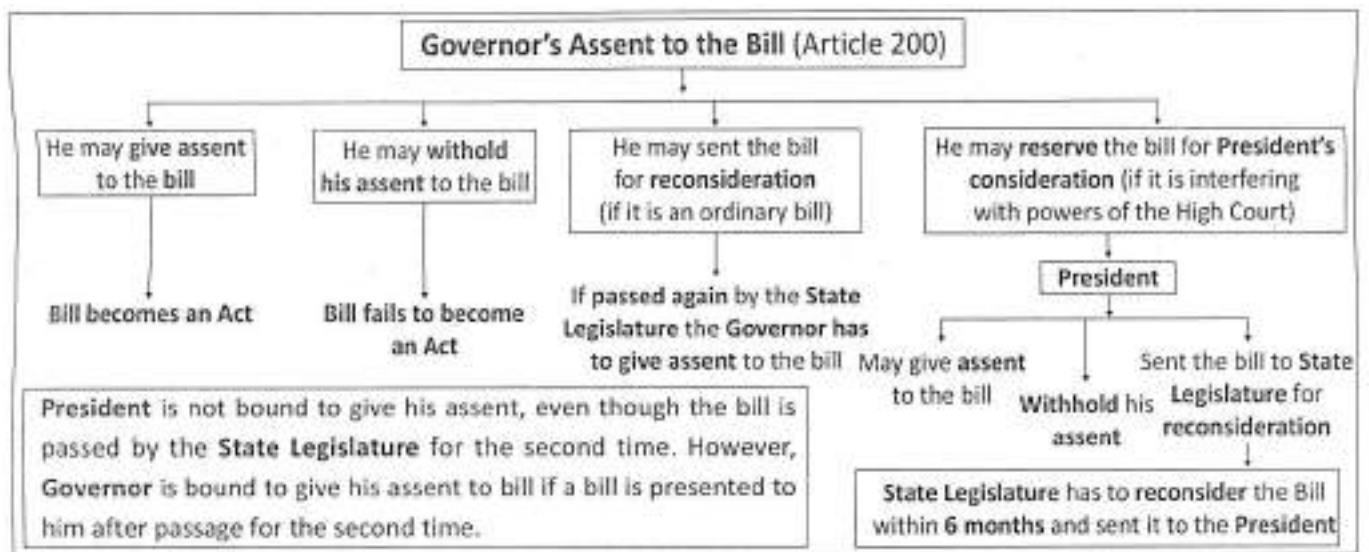 Governor's Assent to the Bill (Article 200)
He may give assent
to the bill
He may withold
his assent to the bill
He may sent the bill
for reconsideration
(if it is an ordinary bill)
He may reserve the bill for President's
consideration (if it is interfering
with powers of the High Court)
Bill becomes an Act
Bill fails to become
an Act
If passed again by the State
Legislature the Governor has
to give assent to the bill
President
May give assent
to the bill
Withhold his
assent
Sent the bill to State
Legislature for
reconsideration
State Legislature has to reconsider the Bill
within 6 months and sent it to the President
President is not bound to give his assent, even though the bill is
passed by the State Legislature for the second time. However,
Governor is bound to give his assent to bill if a bill is presented to
him after passage for the second time.